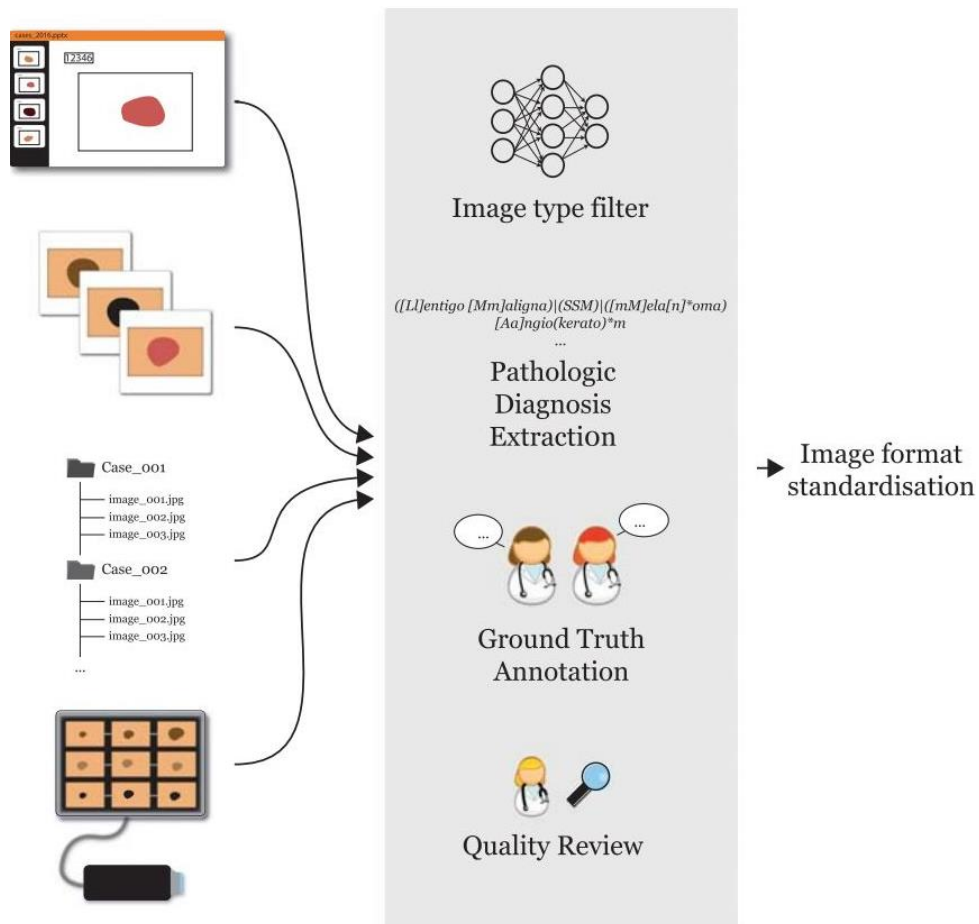 cases_2016.pptx
12346
Case_001
image_001.jpg
image_002.jpg
image_003.jpg
Case_002
image_001.jpg
image_002.jpg
image_003.jpg
...
Image type filter
([Ll]entigo [Mm]aligna)|(SSM)|([mM]ela[n]*oma)
[Aa]ngio(kerato)*m
...
Pathologic
Diagnosis
Extraction
...
...
Ground Truth
Annotation
Quality Review
Image format
standardisation